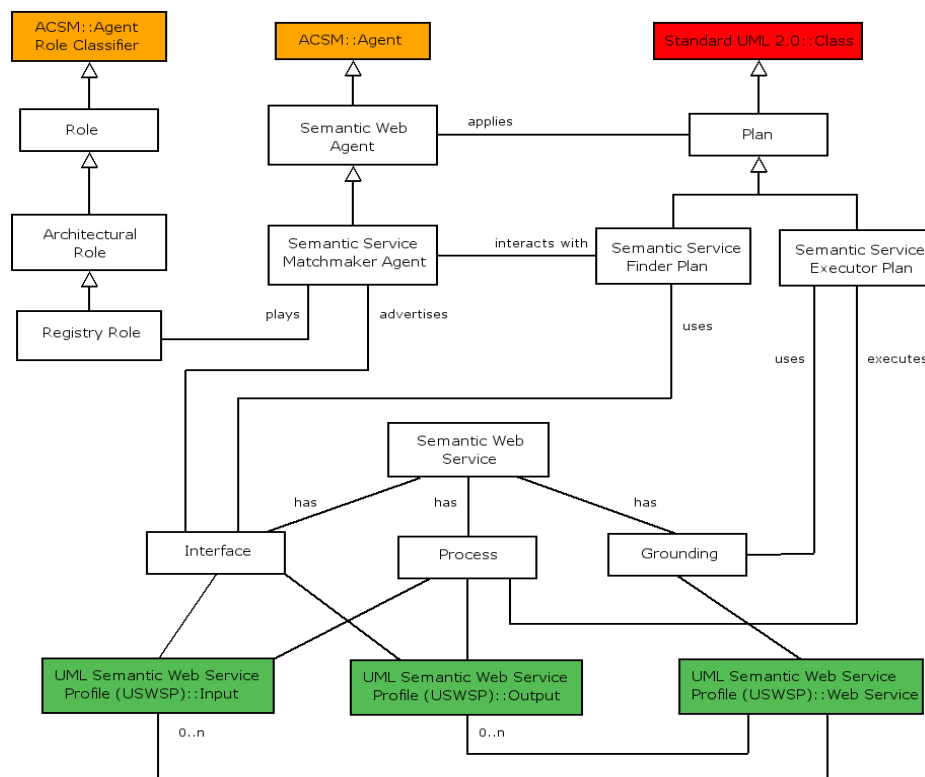 ACSM::Agent
Role Classifier
ACSM::Agent
Standard UML 2.0::Class
Role
Semantic Web
Agent
applies
Plan
Architectural
Role
Semantic Service
Matchmaker Agent
interacts with
Semantic Service
Finder Plan
Semantic Service
Executor Plan
Registry Role
plays
advertises
uses
uses
executes
Semantic Web
Service
has
has
has
Interface
Process
Grounding
UML Semantic Web Service
Profile (USWSP)::Input
UML Semantic Web Service
Profile (USWSP)::Output
UML Semantic Web Service
Profile (USWSP)::Web Service
0..n
0..n